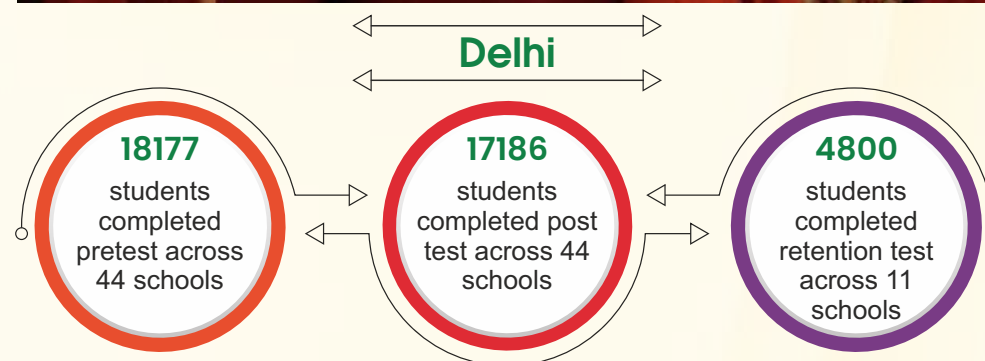 Delhi
18177
students
completed
pretest across
44 schools
17186
students
completed post
test across 44
schools
4800
students
completed
retention test
across 11
schools